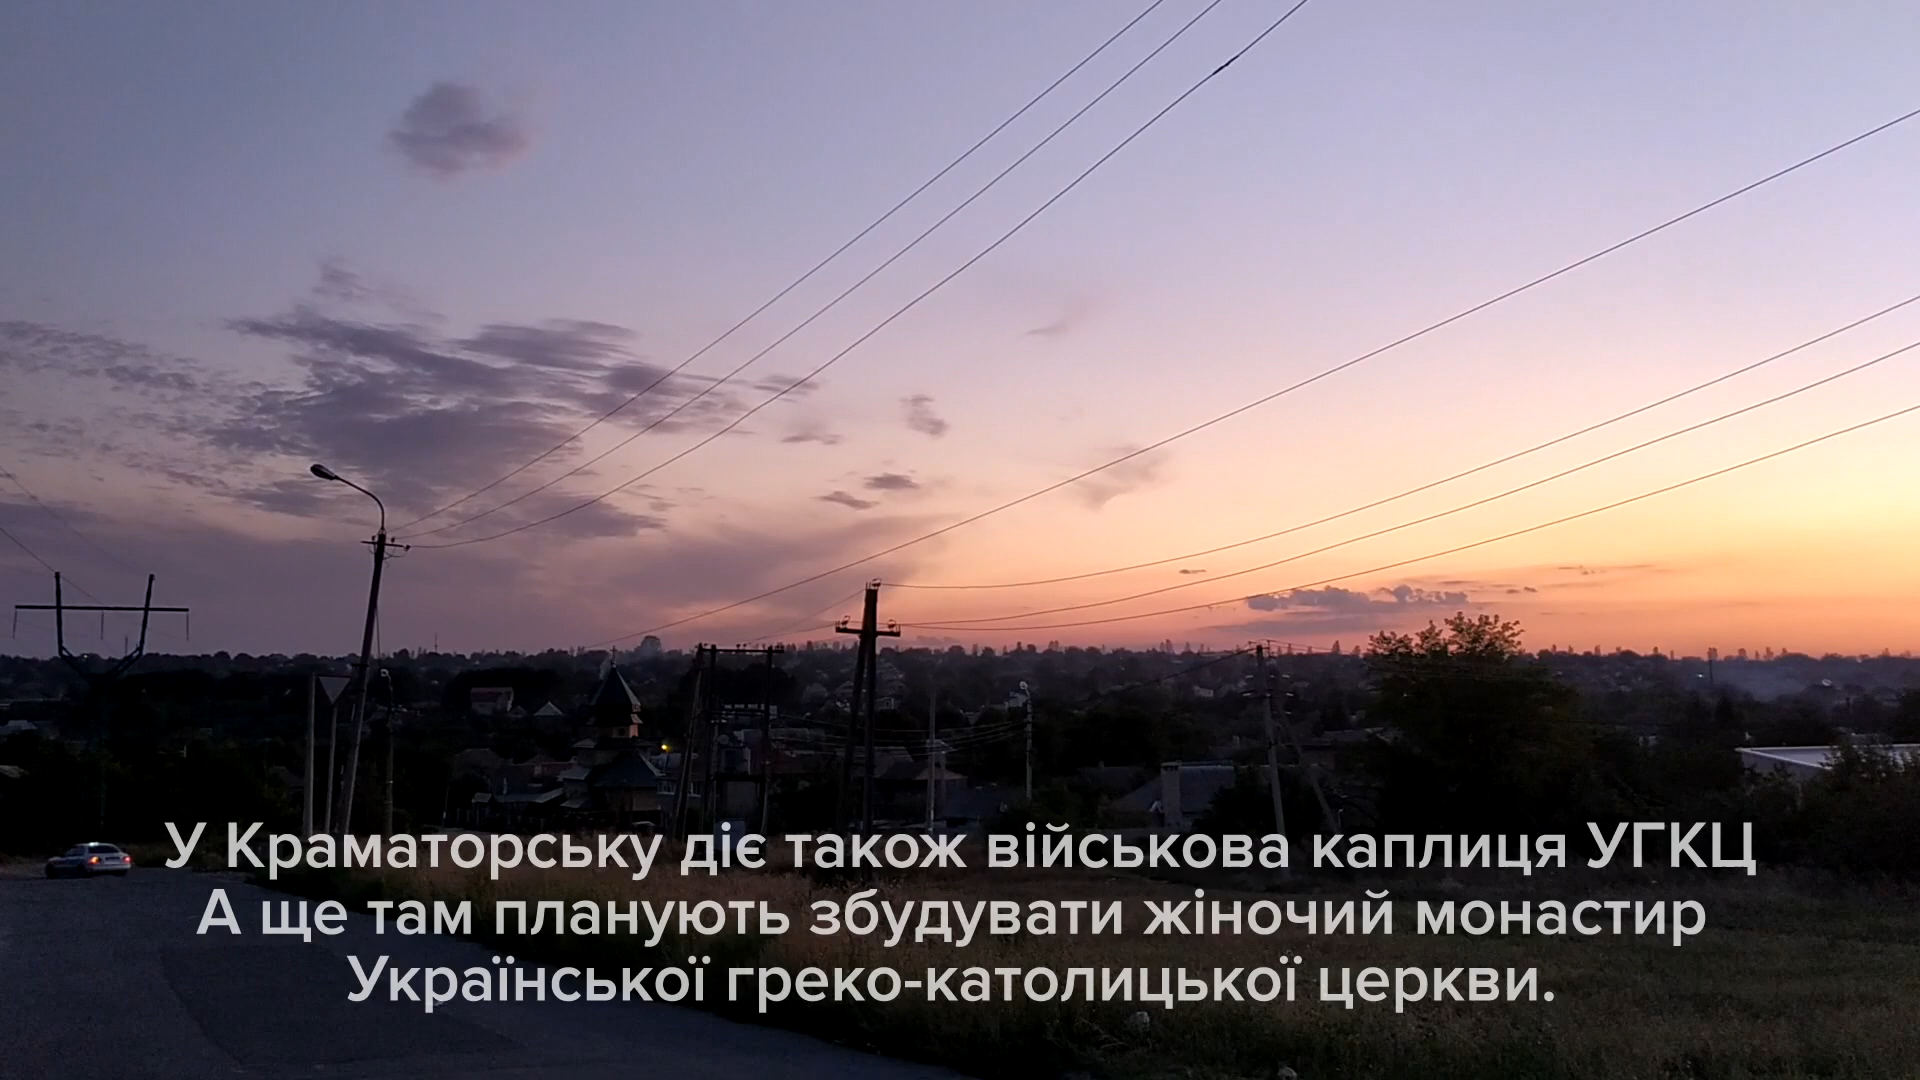 У Краматорську діє також військова каплиця УГКЦ
А ще там планують збудувати жіночий монастир
Української греко-католицької церкви.